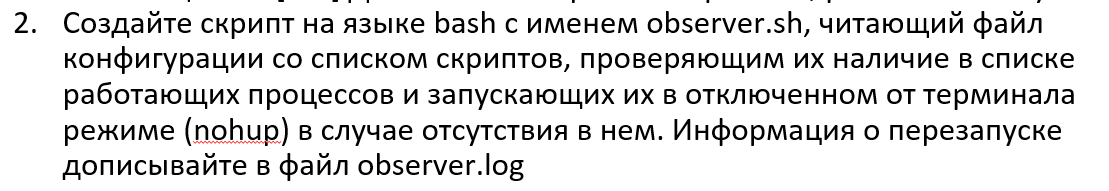 2. Создайте скрипт на языке bash с именем observer.sh, читающий файл
конфигурации со списком скриптов, проверяющим их наличие в списке
работающих процессов и запускающих их в отключенном от терминала
режиме (nohup) в случае отсутствия в нем. Информация о перезапуске
дописывайте в файл observer.log